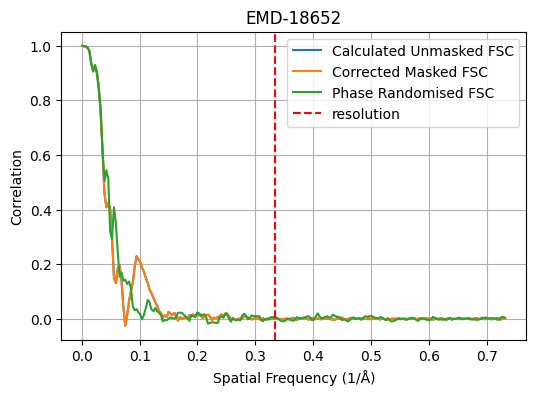 EMD-18652
Calculated Unmasked FSC
Corrected Masked FSC
Phase Randomised FSC
resolution
1.0
0.8
0.6
0.4
0.2
0.0
Correlation
0.0 0.1 0.2 0.3 0.4 0.5 0.6 0.7
Spatial Frequency (1/Å)